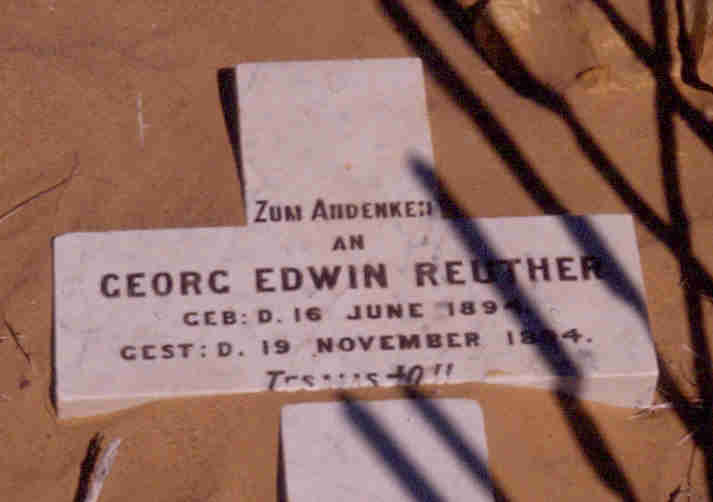 ZUM ANDENKEN
AN
GEORG EDWIN REUTHER
GEB: D. 16 JUNE 1894.
GEST: D. 19 NOVEMBER 1894.